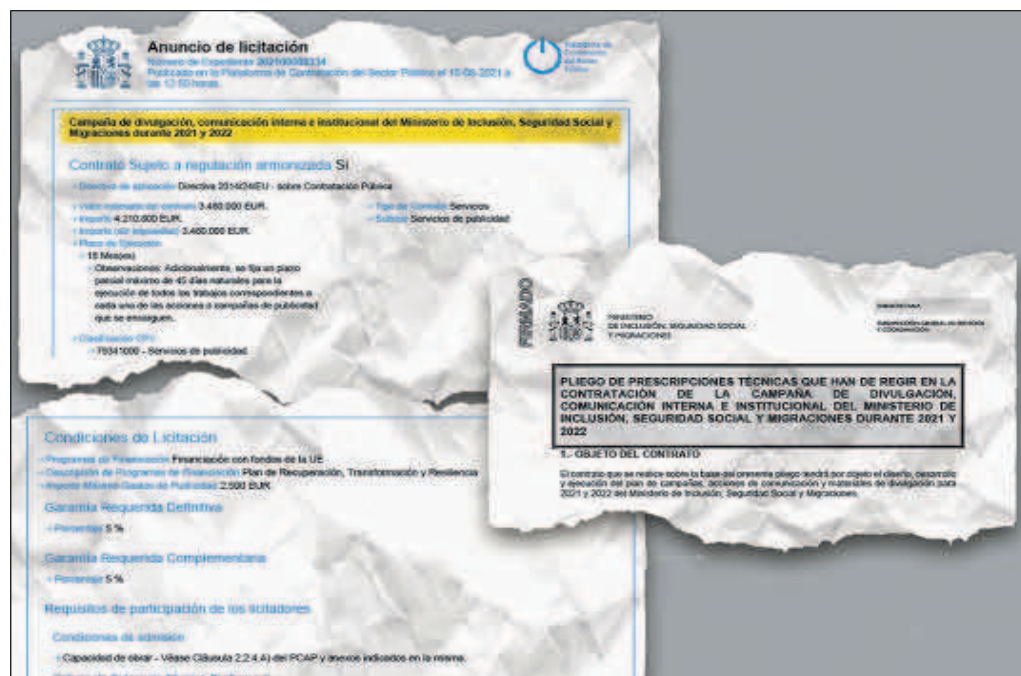 Anuncio de licitación
Número de Expediente
Publicado en la Plataforma de Contratación del Sector Público el 10-08-2021 a
las 12:50 horas.
Plataforma de
Contratación
del Sector
Público
Campaña de divulgación, comunicación interna e institucional del Ministerio de Inclusión, Seguridad Social y
Migraciones durante 2021 y 2022
Contrato Sujeto a regulación armonizada Sí
Directiva de aplicación Directiva 2014/24/EU - sobre Contratación Pública
Valor estimado del contrato 3.480.000 EUR.
Importe 4.210.800 EUR.
Importe (sin impuestos) 3.480.000 EUR.
Plazo de Ejecución
18 Mes(es)
Observaciones: Adicionalmente, se fija un plazo
parcial máximo de 45 días naturales para la
ejecución de todos los trabajos correspondientes a
cada una de las acciones o campañas de publicidad
que se encarguen.
Clasificación CPV
79341000 - Servicios de publicidad.
Tipo de Contrato Servicios
Subtipo Servicios de publicidad
FIRMADO
MINISTERIO
DE INCLUSIÓN, SEGURIDAD SOCIAL
Y MIGRACIONES
PLIEGO DE PRESCRIPCIONES TÉCNICAS QUE HAN DE REGIR EN LA
CONTRATACIÓN DE LA CAMPAÑA DE DIVULGACIÓN,
COMUNICACIÓN INTERNA E INSTITUCIONAL DEL MINISTERIO DE
INCLUSIÓN, SEGURIDAD SOCIAL Y MIGRACIONES DURANTE 2021 Y
2022
1.- OBJETO DEL CONTRATO
El contrato que se realice sobre la base del presente pliego tendrá por objeto el diseño, desarrollo
y ejecución del plan de campañas, acciones de comunicación y materiales de divulgación para
2021 y 2022 del Ministerio de Inclusión, Seguridad Social y Migraciones.
Condiciones de Licitación
Programas de Financiación Financiación con fondos de la UE
Descripción de Programas de Financiación Plan de Recuperación, Transformación y Resiliencia
Importe Máximo Gastos de Publicidad 2.500 EUR.
Garantía Requerida Definitiva
Porcentaje 5 %
Garantía Requerida Complementaria
Porcentaje 5 %
Requisitos de participación de los licitadores
Condiciones de admisión
Capacidad de obrar - Véase Cláusula 2.2.4.A) del PCAP y anexos indicados en la misma.